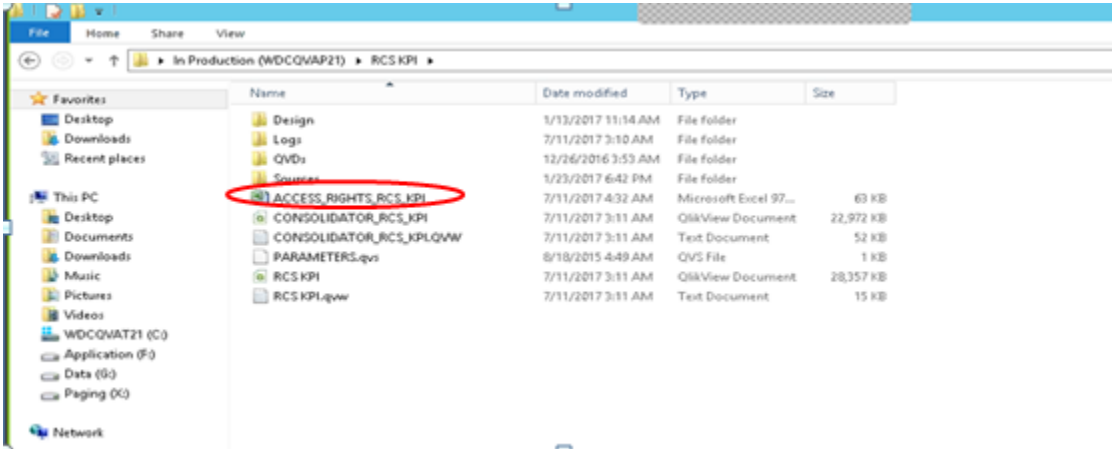 File Home Share View
In Production (WDCQVAP21) ▸ RCS KPI ▸
Name Date modified Type Size
Favorites
Desktop
Downloads
Recent places
This PC
Desktop
Documents
Downloads
Music
Pictures
Videos
WDCQVAT21 (C:)
Application (F:)
Data (G:)
Paging (X:)
Network
Design 1/13/2017 11:14 AM File folder
Logs 7/11/2017 3:10 AM File folder
QVDs 12/26/2016 3:53 AM File folder
Sources 1/23/2017 6:42 PM File folder
ACCESS_RIGHTS_RCS_KPI 7/11/2017 4:32 AM Microsoft Excel 97... 63 KB
CONSOLIDATOR_RCS_KPI 7/11/2017 3:11 AM QlikView Document 22,972 KB
CONSOLIDATOR_RCS_KPI.QVW 7/11/2017 3:11 AM Text Document 52 KB
PARAMETERS.qvs 8/18/2015 4:49 AM QVS File 1 KB
RCS KPI 7/11/2017 3:11 AM QlikView Document 28,357 KB
RCS KPI.qvw 7/11/2017 3:11 AM Text Document 15 KB